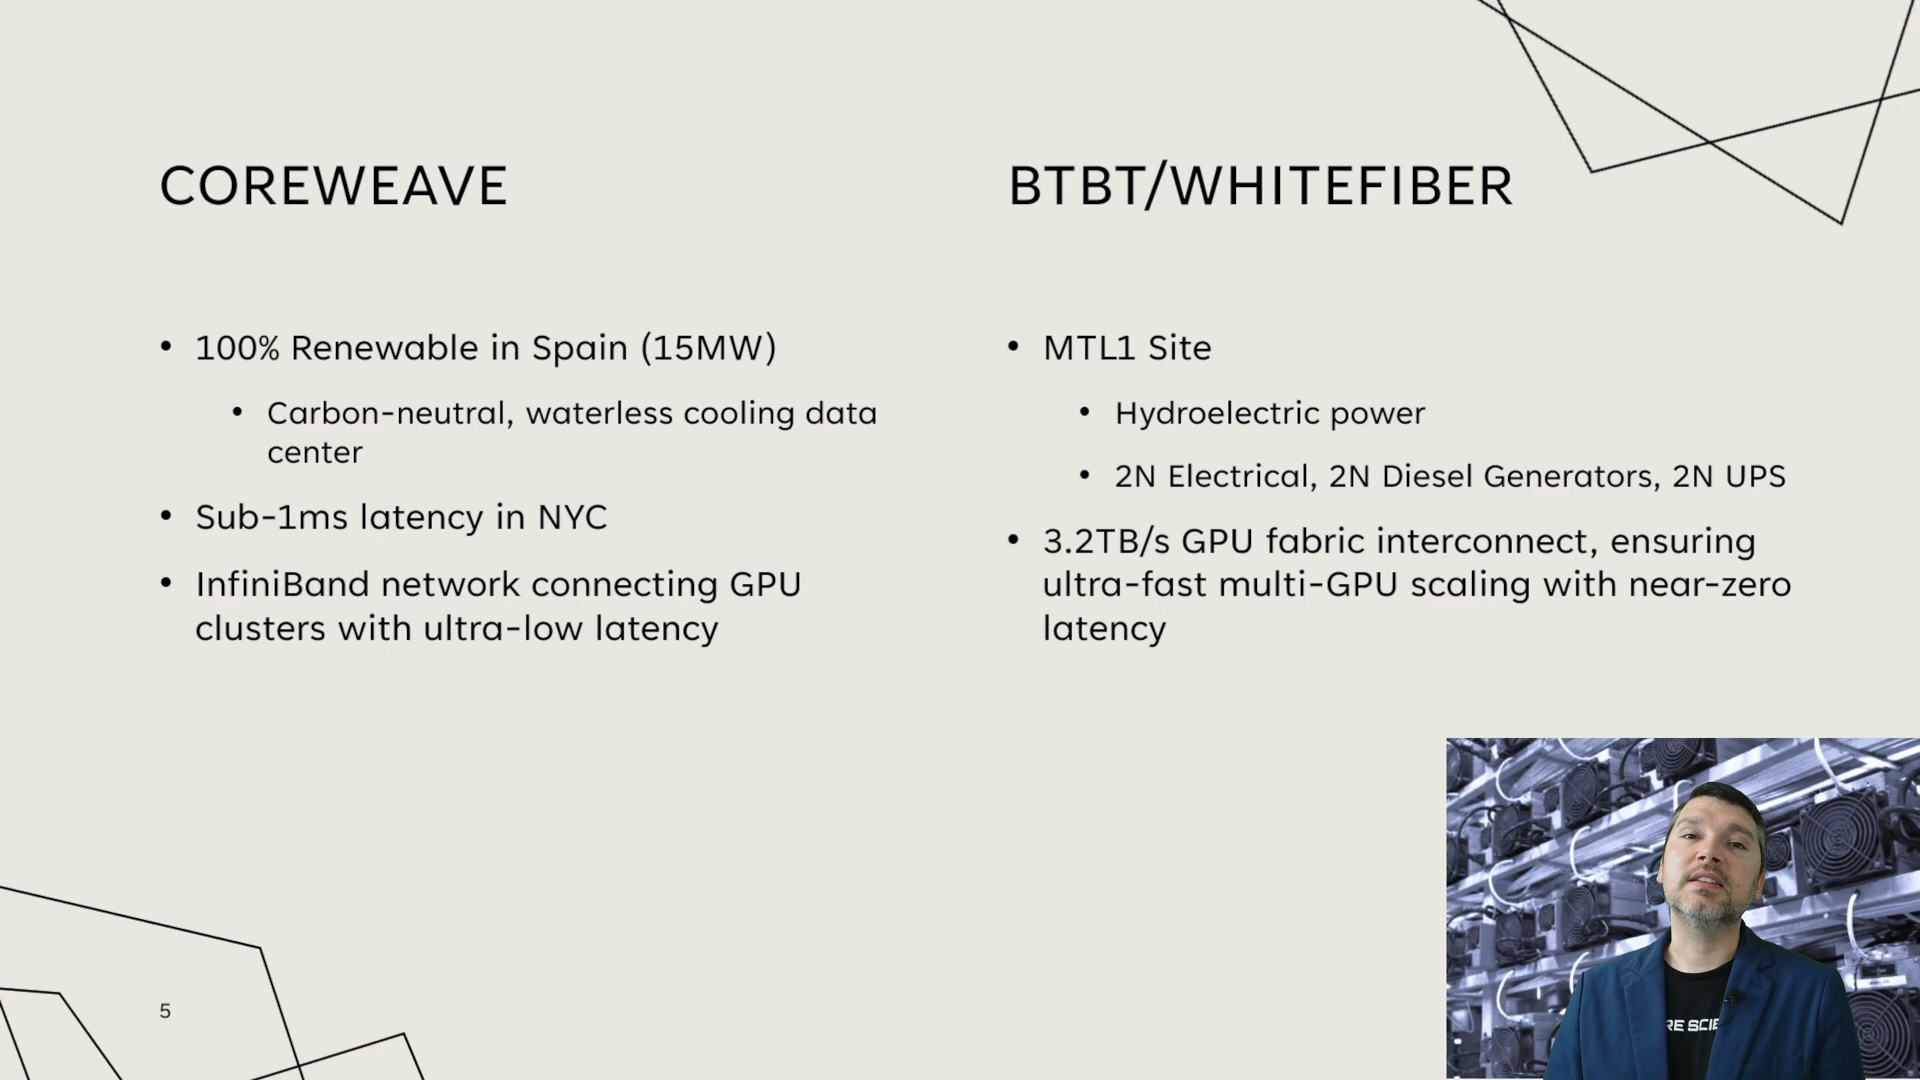 COREWEAVE
• 100% Renewable in Spain (15MW)
• Carbon-neutral, waterless cooling data
center
• Sub-1ms latency in NYC
• InfiniBand network connecting GPU
clusters with ultra-low latency
BTBT/WHITEFIBER
• MTL1 Site
• Hydroelectric power
• 2N Electrical, 2N Diesel Generators, 2N UPS
• 3.2TB/s GPU fabric interconnect, ensuring
ultra-fast multi-GPU scaling with near-zero
latency
5
RE SCIE